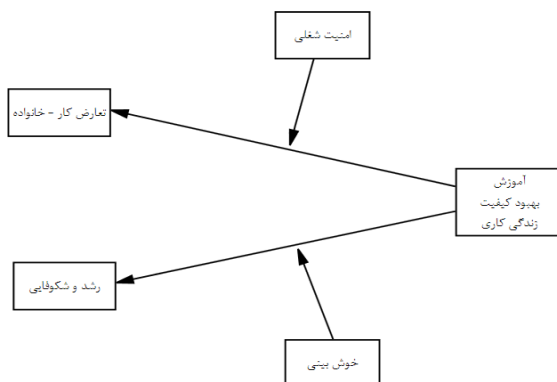 امنیت شغلی
تعارض کار - خانواده
آموزش
بهبود کیفیت
زندگی کاری
رشد و شکوفایی
خوش بینی